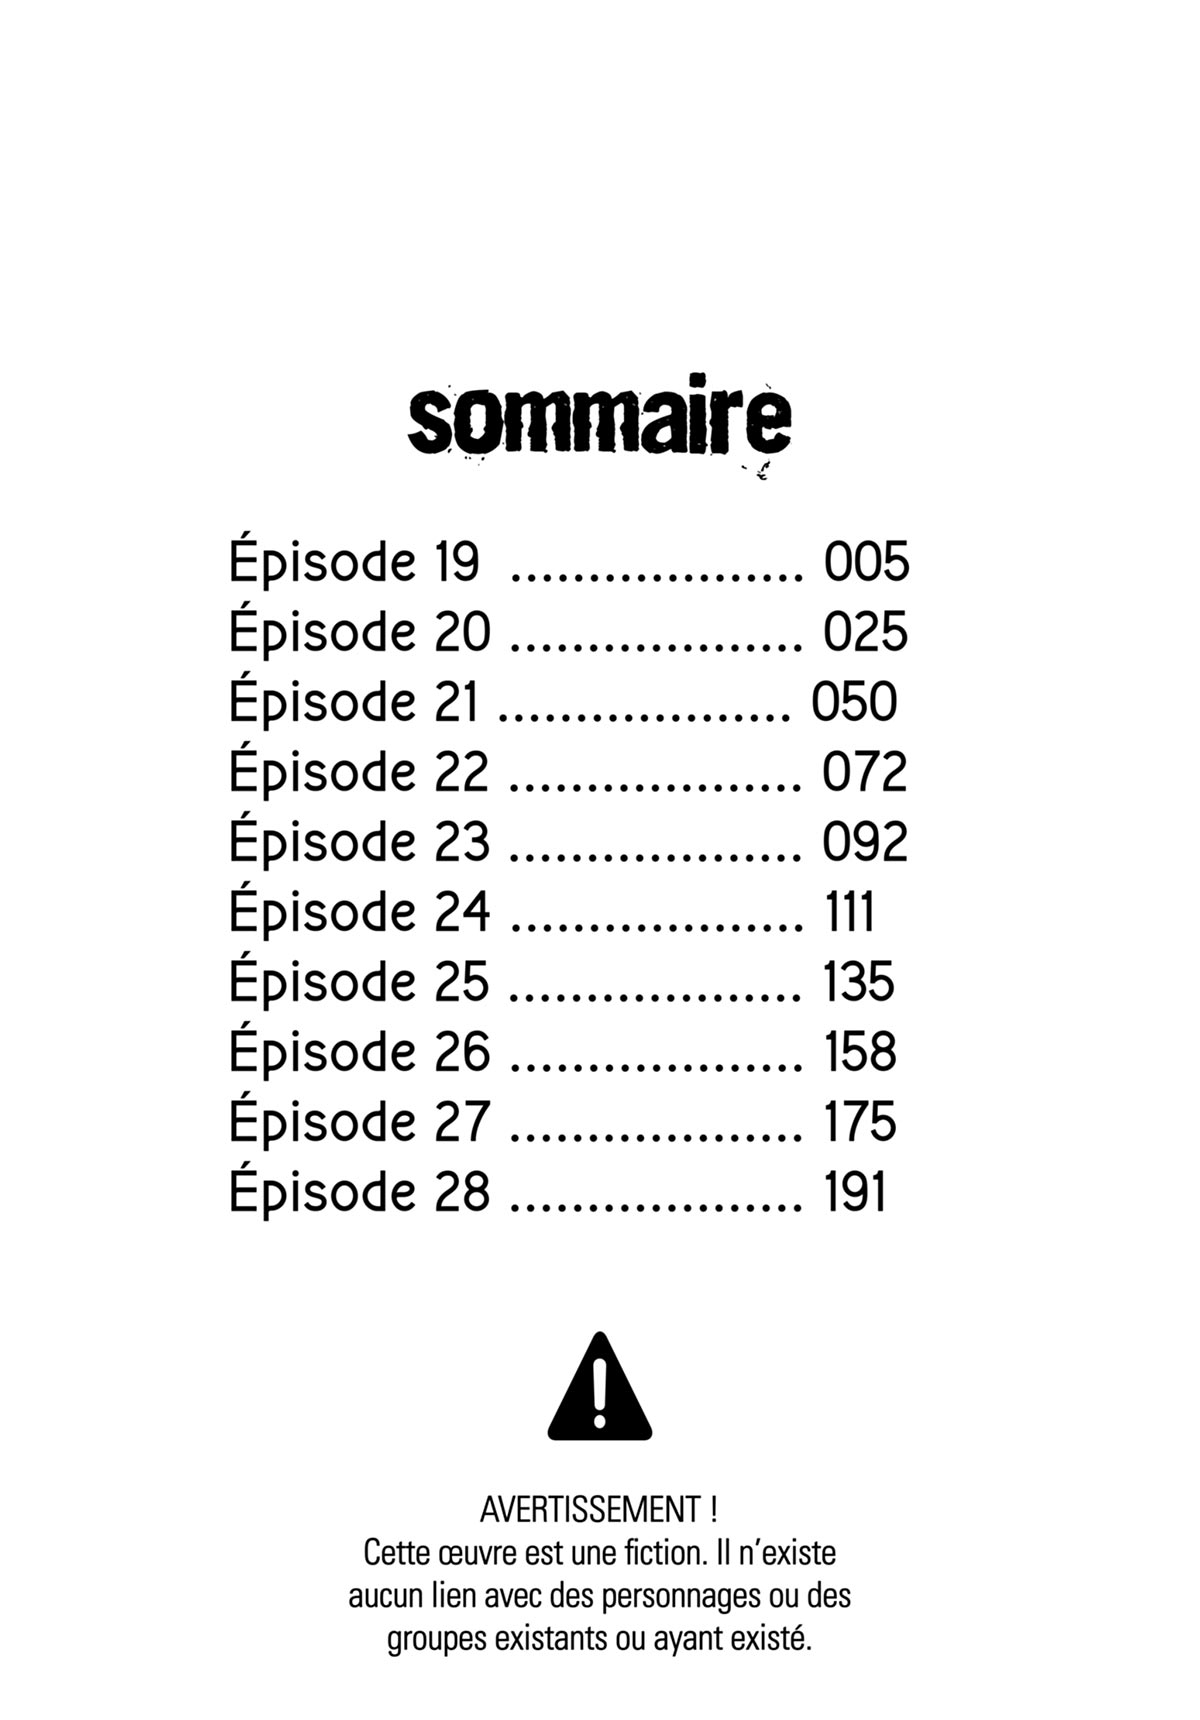 sommaire
Épisode 19 ................... 005
Épisode 20 ................... 025
Épisode 21 ................... 050
Épisode 22 ................... 072
Épisode 23 ................... 092
Épisode 24 ................... 111
Épisode 25 ................... 135
Épisode 26 ................... 158
Épisode 27 ................... 175
Épisode 28 ................... 191
!
AVERTISSEMENT !
Cette œuvre est une fiction. Il n’existe
aucun lien avec des personnages ou des
groupes existants ou ayant existé.